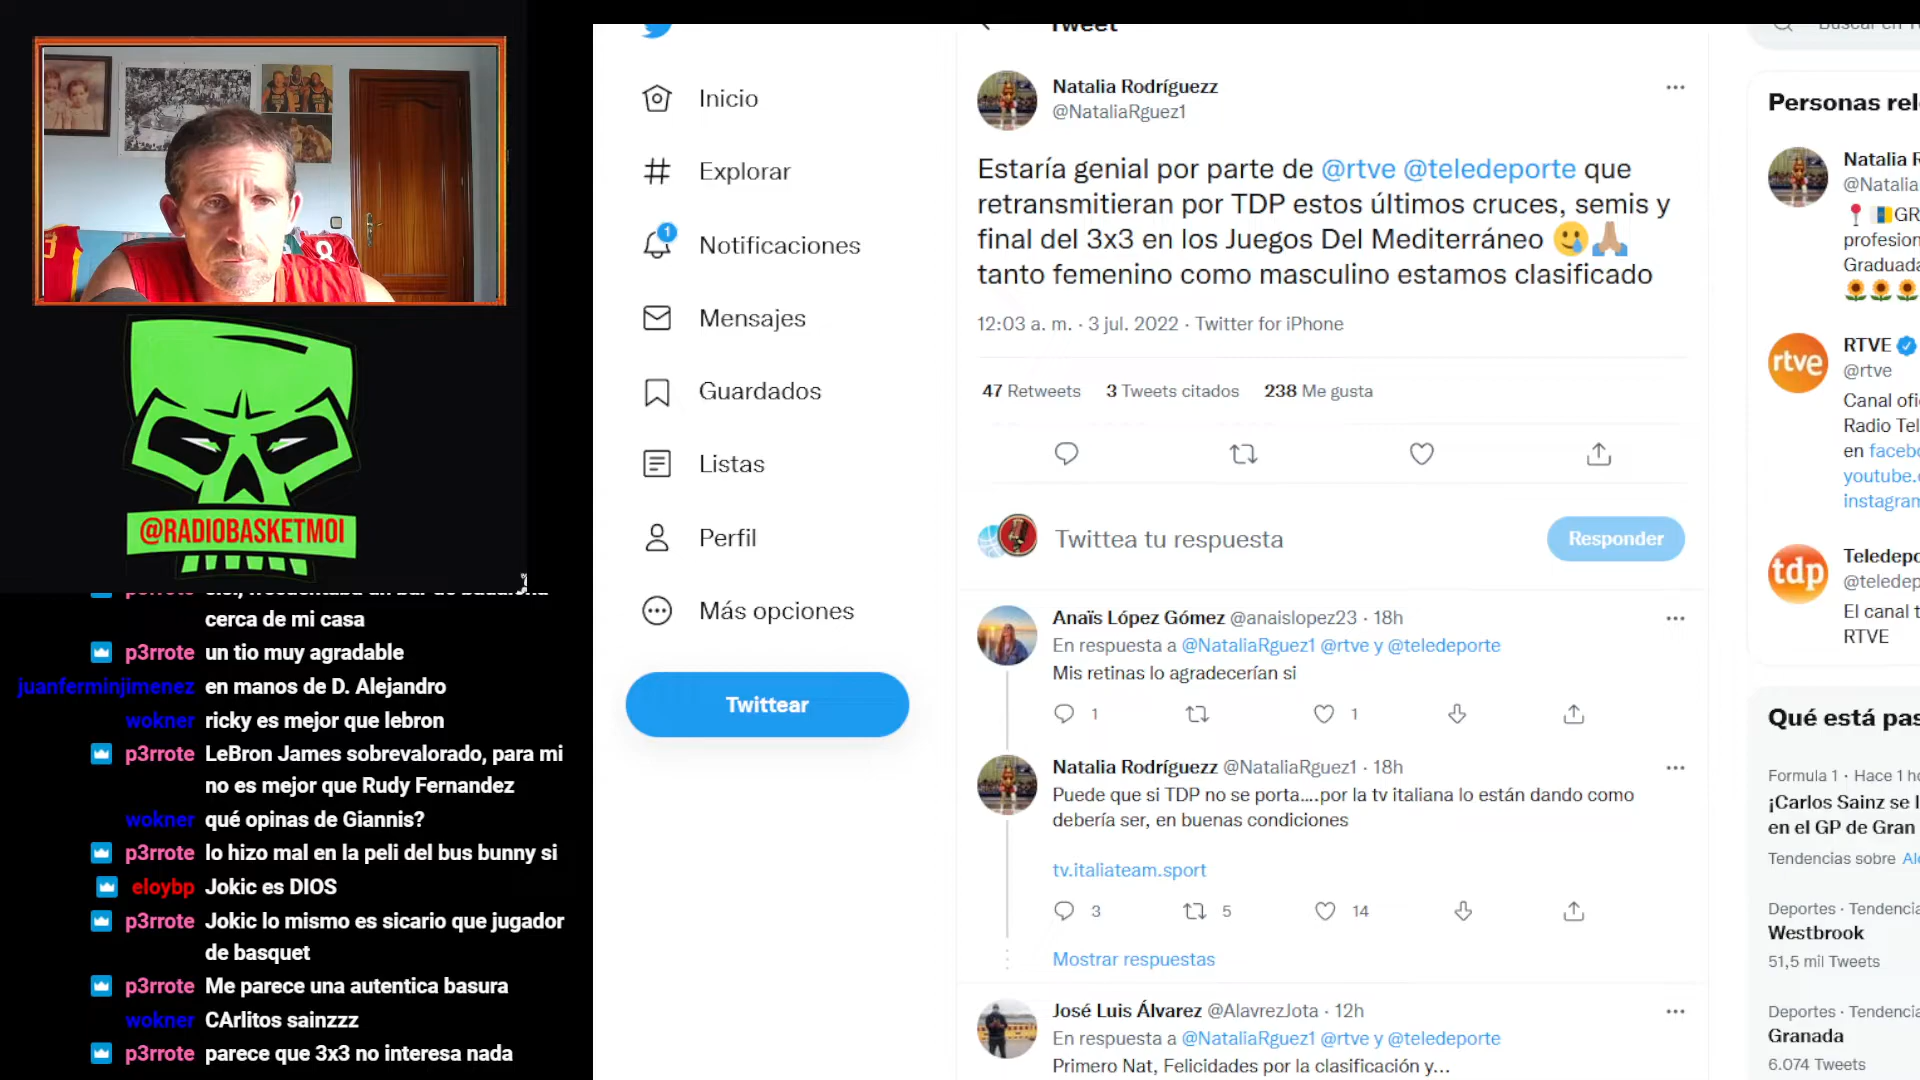 @RADIOBASKETMOI
cerca de mi casa
p3rrote un tio muy agradable
juanferminjimenez en manos de D. Alejandro
wokner ricky es mejor que lebron
p3rrote LeBron James sobrevalorado, para mi
no es mejor que Rudy Fernandez
wokner qué opinas de Giannis?
p3rrote lo hizo mal en la peli del bus bunny si
eloybp Jokic es DIOS
p3rrote Jokic lo mismo es sicario que jugador
de basquet
p3rrote Me parece una autentica basura
wokner CArlitos sainzzz
p3rrote parece que 3x3 no interesa nada
Inicio
Explorar
1
Notificaciones
Mensajes
Guardados
Listas
Perfil
Más opciones
Twittear
Tweet
Natalia Rodríguezz
@NataliaRguez1
Estaría genial por parte de @rtve @teledeporte que
retransmitieran por TDP estos últimos cruces, semis y
final del 3x3 en los Juegos Del Mediterráneo 🥲🙏🏽
tanto femenino como masculino estamos clasificado
12:03 a. m. · 3 jul. 2022 · Twitter for iPhone
47 Retweets 3 Tweets citados 238 Me gusta
Twittea tu respuesta
Responder
Anaïs López Gómez @anaislopez23 · 18h
En respuesta a @NataliaRguez1 @rtve y @teledeporte
Mis retinas lo agradecerían si
1 1
Natalia Rodríguezz @NataliaRguez1 · 18h
Puede que si TDP no se porta....por la tv italiana lo están dando como
debería ser, en buenas condiciones
tv.italiateam.sport
3 5 14
Mostrar respuestas
José Luis Álvarez @AlavrezJota · 12h
En respuesta a @NataliaRguez1 @rtve y @teledeporte
Primero Nat, Felicidades por la clasificación y...
Personas rel
Natalia R
@Natalia
📍🇮🇨GR
profesion
Graduada
🌻🌻🌻
rtve
RTVE
@rtve
Canal ofi
Radio Tel
en facebo
youtube.c
instagram
tdp
Teledepo
@teledep
El canal t
RTVE
Qué está pas
Formula 1 · Hace 1 ho
¡Carlos Sainz se l
en el GP de Gran
Tendencias sobre Alo
Deportes · Tendencia
Westbrook
51,5 mil Tweets
Deportes · Tendencia
Granada
6.074 Tweets